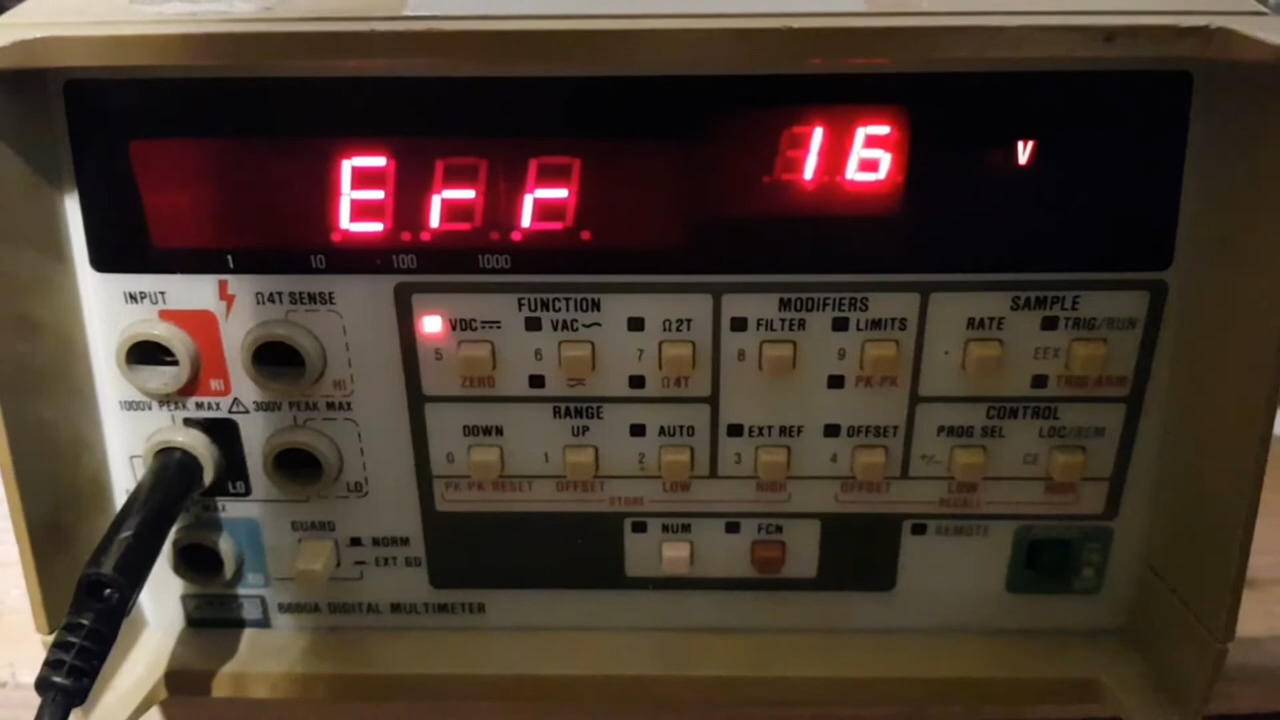 Err 16 V
1 10 100 1000
INPUT Ω4T SENSE
HI HI
1000V PEAK MAX 300V PEAK MAX
LO LO
MAX
GUARD
NORM
EXT GD
DIGITAL MULTIMETER
FUNCTION
VDC VAC Ω2T
5 6 7
ZERO Ω4T
MODIFIERS
FILTER LIMITS
8 9
PK-PK
SAMPLE
RATE TRIG/RUN
. EEX
TRIG ARM
RANGE
DOWN UP AUTO
0 1 2
PK-PK RESET OFFSET LOW
EXT REF OFFSET
3 4
HIGH OFFSET
STORE
CONTROL
PROG SEL LOC/REM
+/- CE
LOW HIGH
RECALL
NUM FCN
REMOTE